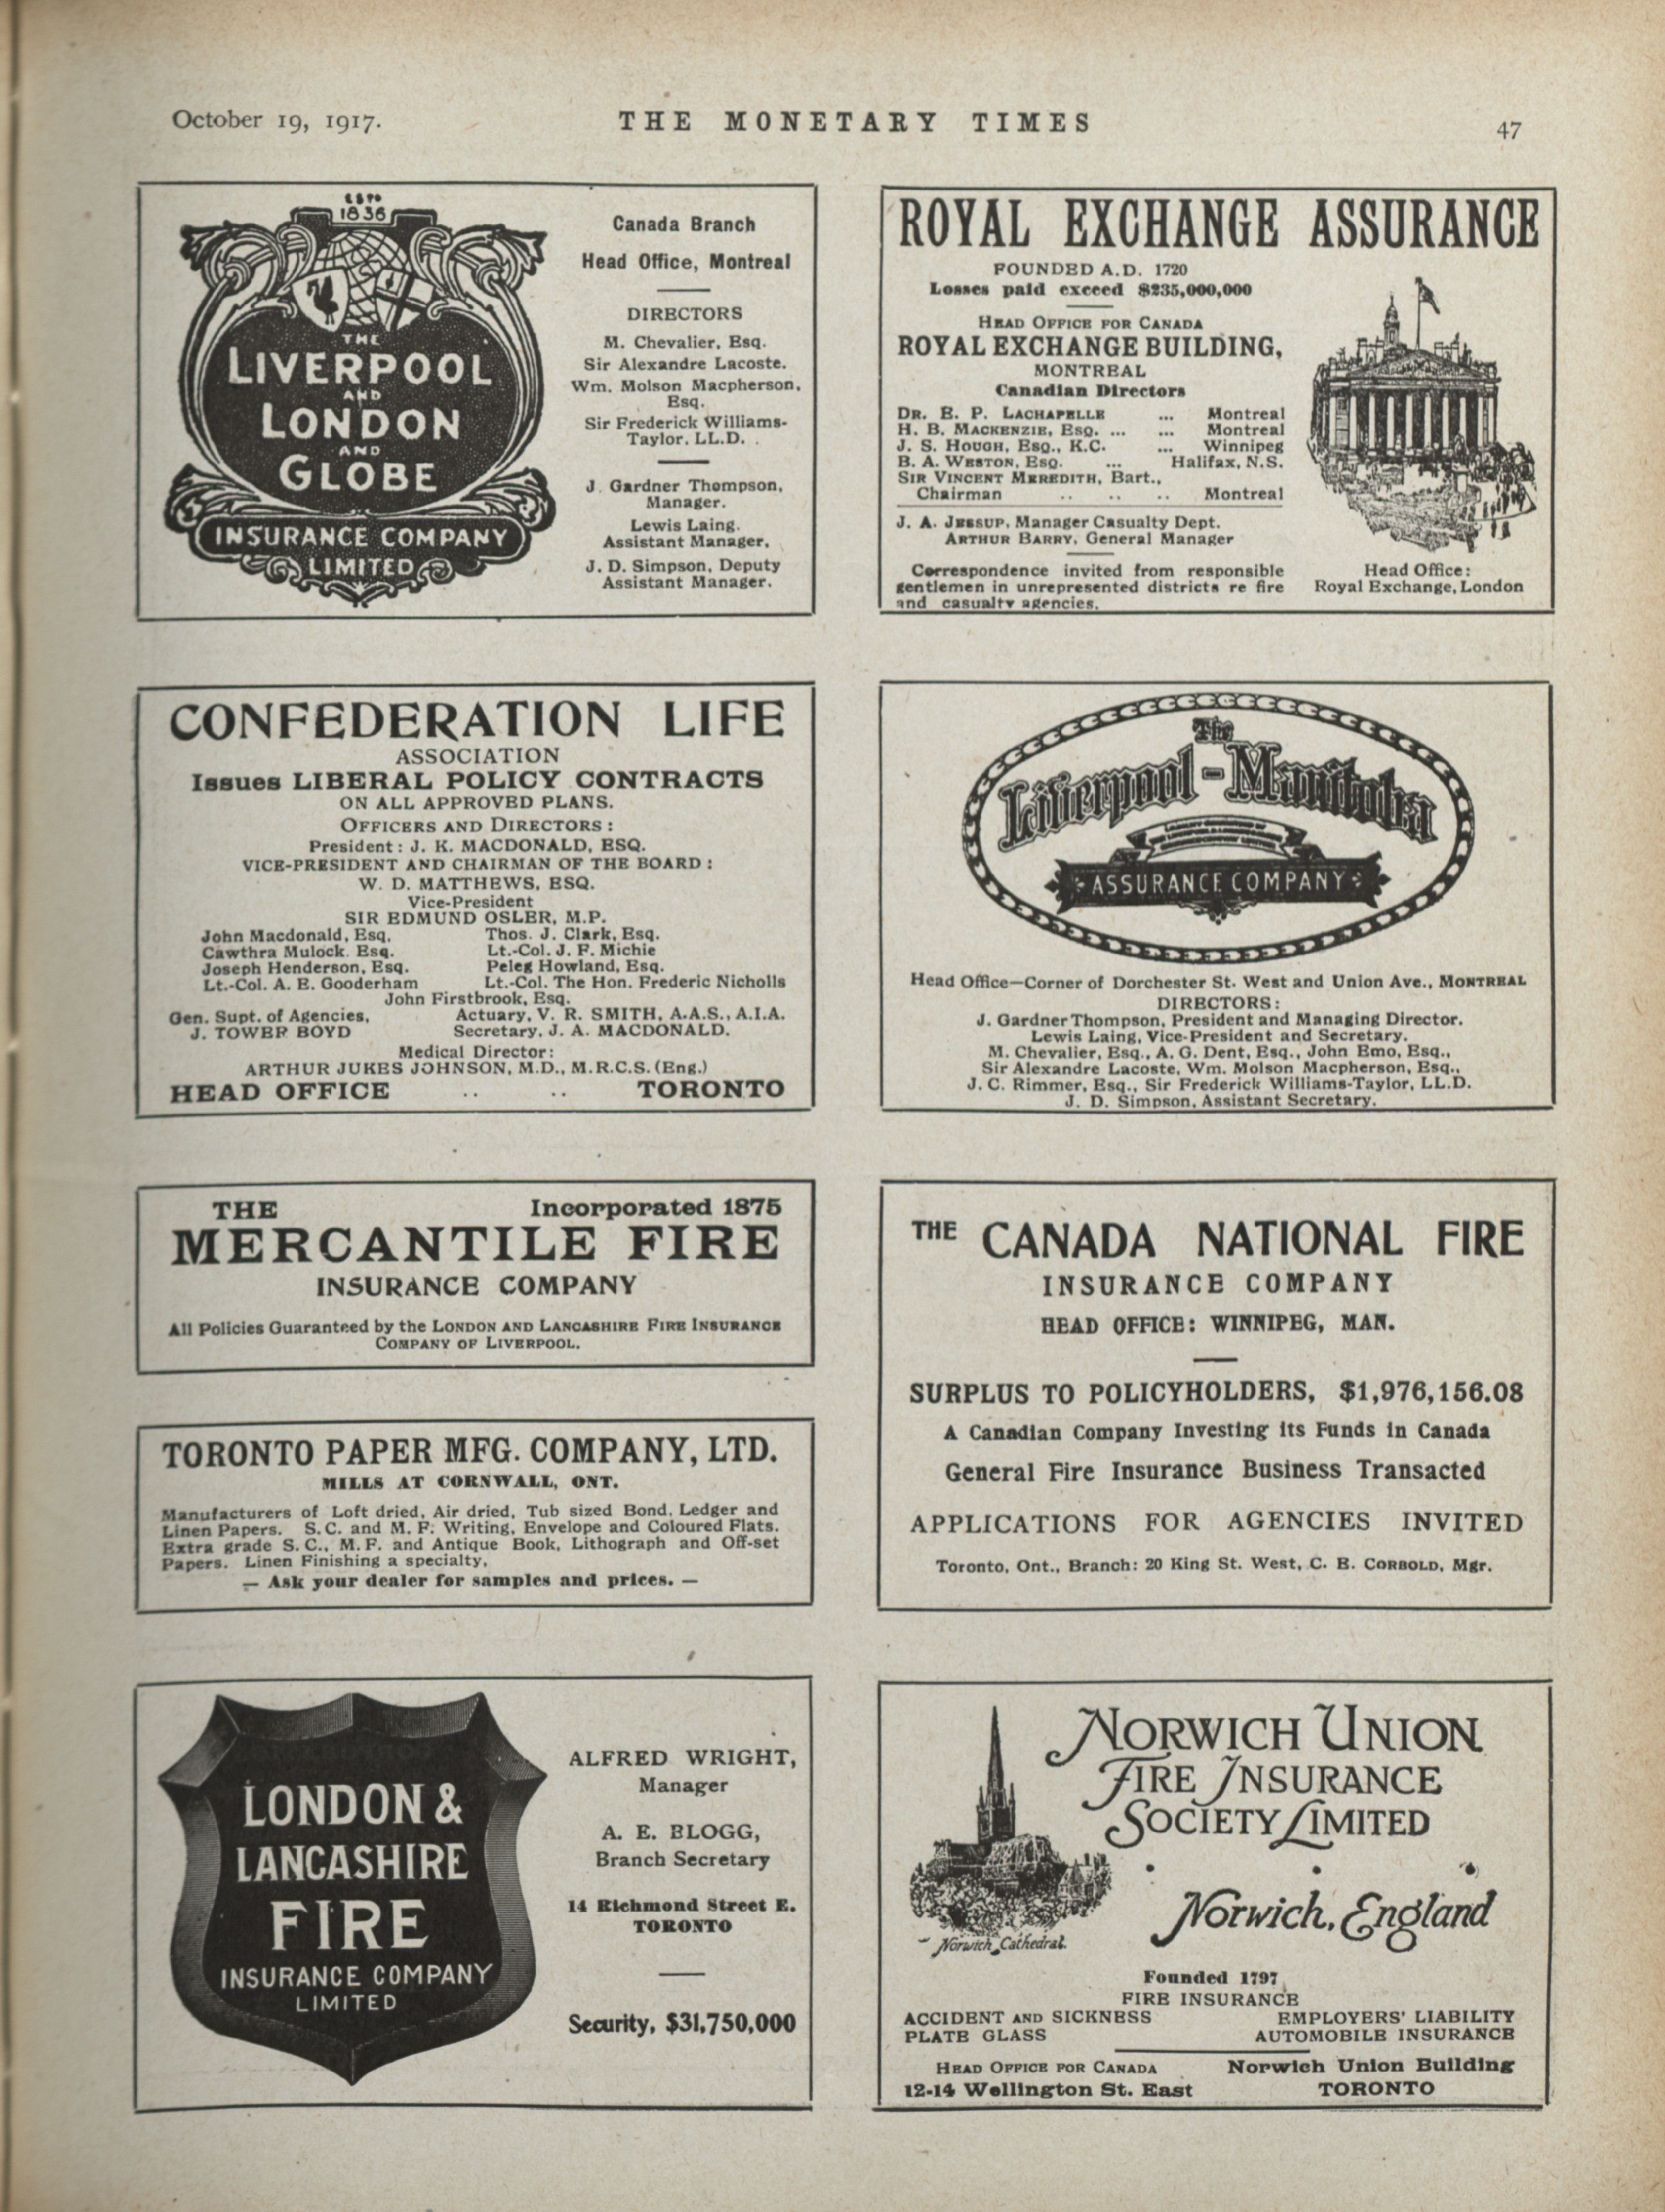 October 19, 1917.
THE MONETARY TIMES
47
ESTD
1836
THE
LIVERPOOL
AND
LONDON
AND
GLOBE
INSURANCE COMPANY
LIMITED
Canada Branch
Head Office, Montreal
DIRECTORS
M. Chevalier, Esq.
Sir Alexandre Lacoste.
Wm. Molson Macpherson,
Esq.
Sir Frederick Williams-
Taylor, LL.D.
J. Gardner Thompson,
Manager.
Lewis Laing,
Assistant Manager.
J. D. Simpson, Deputy
Assistant Manager.
ROYAL EXCHANGE ASSURANCE
FOUNDED A.D. 1720
Losses paid exceed $235,000,000
HEAD OFFICE FOR CANADA
ROYAL EXCHANGE BUILDING,
MONTREAL
Canadian Directors
DR. E. P. LACHAPELLE ... Montreal
H. B. MACKENZIE, ESQ. ... ... Montreal
J. S. HOUGH, ESQ., K.C. ... Winnipeg
B. A. WESTON, ESQ. ... Halifax, N.S.
SIR VINCENT MEREDITH, Bart.,
Chairman .. .. .. Montreal
J. A. JESSUP, Manager Casualty Dept.
ARTHUR BARRY, General Manager
Correspondence invited from responsible
gentlemen in unrepresented districts re fire
and casualty agencies.
Head Office:
Royal Exchange, London
CONFEDERATION LIFE
ASSOCIATION
Issues LIBERAL POLICY CONTRACTS
ON ALL APPROVED PLANS.
OFFICERS AND DIRECTORS :
President : J. K. MACDONALD, ESQ.
VICE-PRESIDENT AND CHAIRMAN OF THE BOARD :
W. D. MATTHEWS, ESQ.
Vice-President
SIR EDMUND OSLER, M.P.
John Macdonald, Esq. Thos. J. Clark, Esq.
Cawthra Mulock, Esq. Lt.-Col. J. F. Michie
Joseph Henderson, Esq. Peleg Howland, Esq.
Lt.-Col. A. E. Gooderham Lt.-Col. The Hon. Frederic Nicholls
John Firstbrook, Esq.
Gen. Supt. of Agencies, Actuary, V. R. SMITH, A.A.S., A.I.A.
J. TOWER BOYD Secretary, J. A. MACDONALD.
Medical Director:
ARTHUR JUKES JOHNSON, M.D., M.R.C.S. (Eng.)
HEAD OFFICE .. .. TORONTO
The
Liverpool-Manitoba
ASSURANCE COMPANY
Head Office—Corner of Dorchester St. West and Union Ave., MONTREAL
DIRECTORS:
J. Gardner Thompson, President and Managing Director.
Lewis Laing, Vice-President and Secretary.
M. Chevalier, Esq., A. G. Dent, Esq., John Emo, Esq.,
Sir Alexandre Lacoste, Wm. Molson Macpherson, Esq.,
J. C. Rimmer, Esq., Sir Frederick Williams-Taylor, LL.D.
J. D. Simpson, Assistant Secretary.
THE Incorporated 1875
MERCANTILE FIRE
INSURANCE COMPANY
All Policies Guaranteed by the LONDON AND LANCASHIRE FIRE INSURANCE
COMPANY OF LIVERPOOL.
THE CANADA NATIONAL FIRE
INSURANCE COMPANY
HEAD OFFICE: WINNIPEG, MAN.
SURPLUS TO POLICYHOLDERS, $1,976,156.08
A Canadian Company Investing its Funds in Canada
General Fire Insurance Business Transacted
APPLICATIONS FOR AGENCIES INVITED
Toronto, Ont., Branch: 20 King St. West, C. B. CORBOLD, Mgr.
TORONTO PAPER MFG. COMPANY, LTD.
MILLS AT CORNWALL, ONT.
Manufacturers of Loft dried, Air dried, Tub sized Bond, Ledger and
Linen Papers. S. C. and M. F. Writing, Envelope and Coloured Flats.
Extra grade S. C., M. F. and Antique Book, Lithograph and Off-set
Papers. Linen Finishing a specialty.
— Ask your dealer for samples and prices. —
LONDON &
LANCASHIRE
FIRE
INSURANCE COMPANY
LIMITED
ALFRED WRIGHT,
Manager
A. E. BLOGG,
Branch Secretary
14 Richmond Street E.
TORONTO
Security, $31,750,000
NORWICH UNION
FIRE INSURANCE
SOCIETY LIMITED
Norwich, England
Norwich Cathedral.
Founded 1797
FIRE INSURANCE
ACCIDENT AND SICKNESS EMPLOYERS' LIABILITY
PLATE GLASS AUTOMOBILE INSURANCE
HEAD OFFICE FOR CANADA Norwich Union Building
12-14 Wellington St. East TORONTO